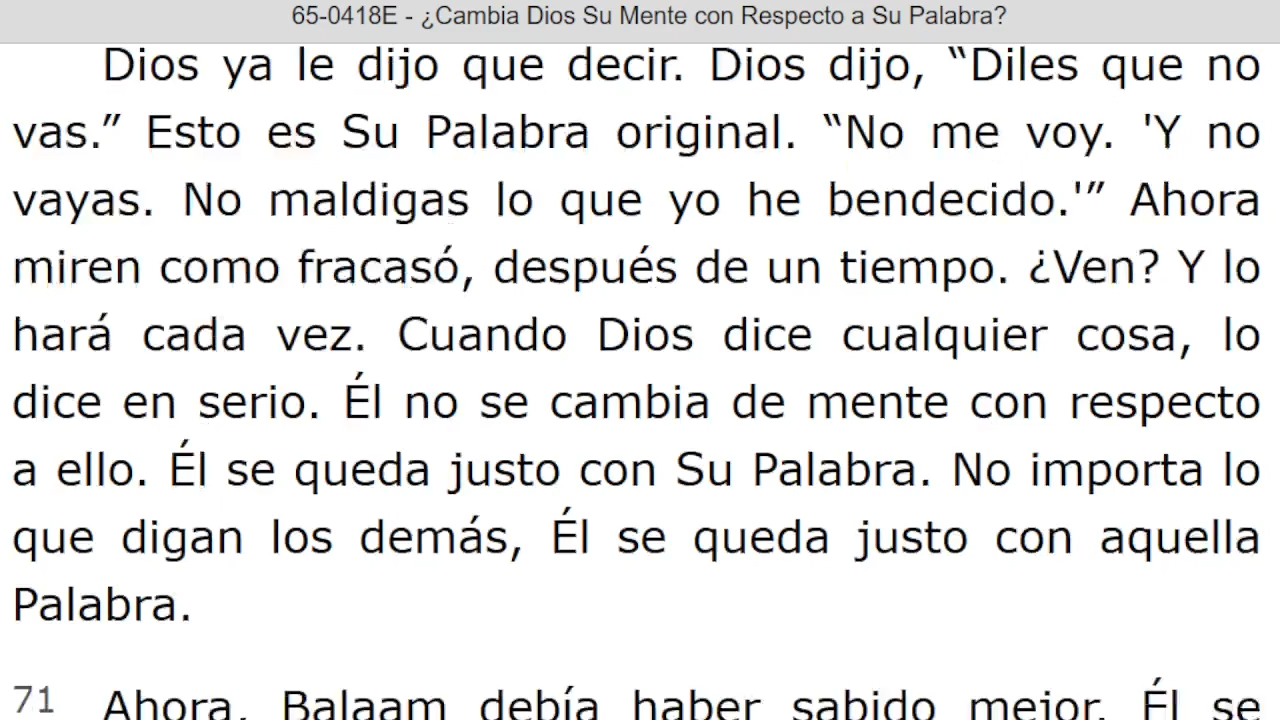 65-0418E - ¿Cambia Dios Su Mente con Respecto a Su Palabra?
Dios ya le dijo que decir. Dios dijo, “Diles que no
vas.” Esto es Su Palabra original. “No me voy. 'Y no
vayas. No maldigas lo que yo he bendecido.'” Ahora
miren como fracasó, después de un tiempo. ¿Ven? Y lo
hará cada vez. Cuando Dios dice cualquier cosa, lo
dice en serio. Él no se cambia de mente con respecto
a ello. Él se queda justo con Su Palabra. No importa lo
que digan los demás, Él se queda justo con aquella
Palabra.
71 Ahora, Balaam debía haber sabido mejor. Él se